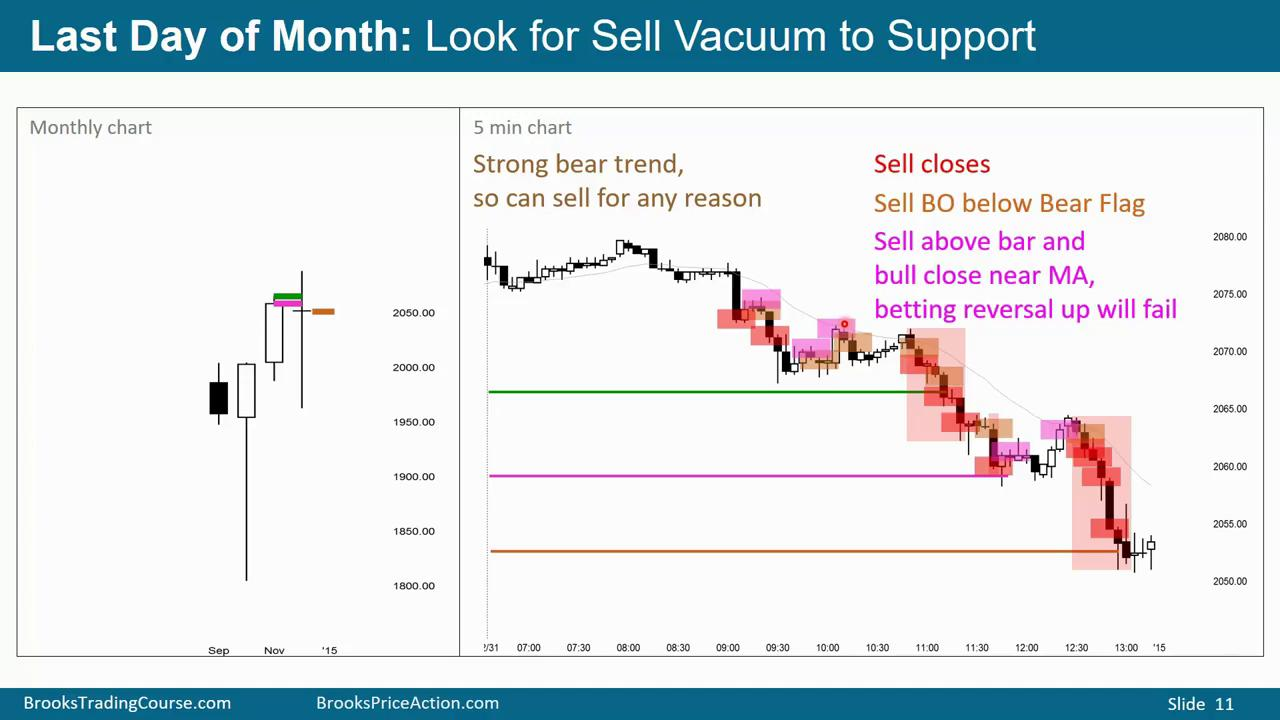 Last Day of Month: Look for Sell Vacuum to Support
Monthly chart
2050.00
2000.00
1950.00
1900.00
1850.00
1800.00
Sep Nov '15
5 min chart
Strong bear trend,
so can sell for any reason
Sell closes
Sell BO below Bear Flag
Sell above bar and
bull close near MA,
betting reversal up will fail
2080.00
2075.00
2070.00
2065.00
2060.00
2055.00
2050.00
2/31 07:00 07:30 08:00 08:30 09:00 09:30 10:00 10:30 11:00 11:30 12:00 12:30 13:00 '15
BrooksTradingCourse.com BrooksPriceAction.com Slide 11